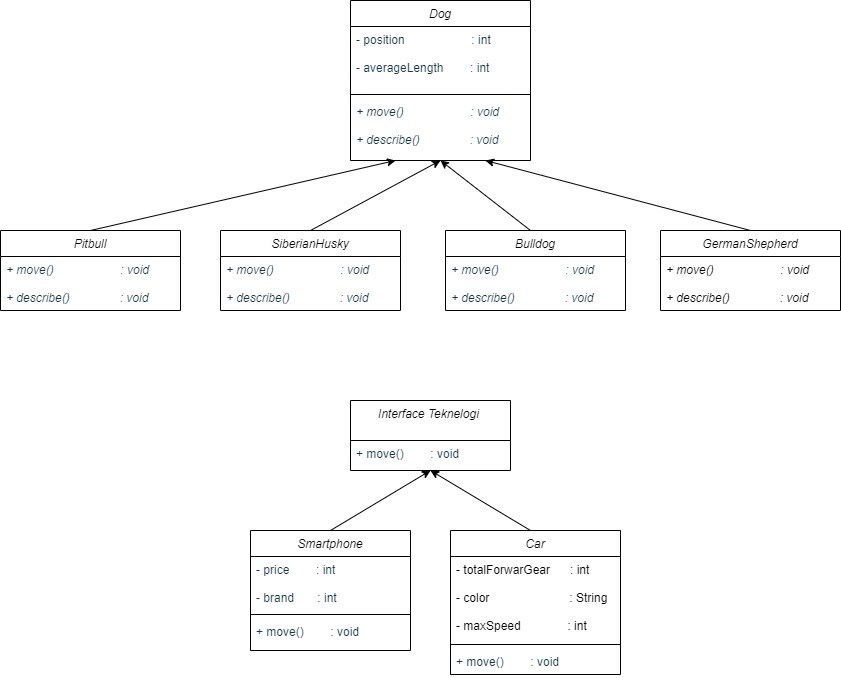 Dog
- position : int
- averageLength : int
+ move() : void
+ describe() : void
Pitbull
+ move() : void
+ describe() : void
SiberianHusky
+ move() : void
+ describe() : void
Bulldog
+ move() : void
+ describe() : void
GermanShepherd
+ move() : void
+ describe() : void
Interface Teknelogi
+ move() : void
Smartphone
- price : int
- brand : int
+ move() : void
Car
- totalForwarGear : int
- color : String
- maxSpeed : int
+ move() : void